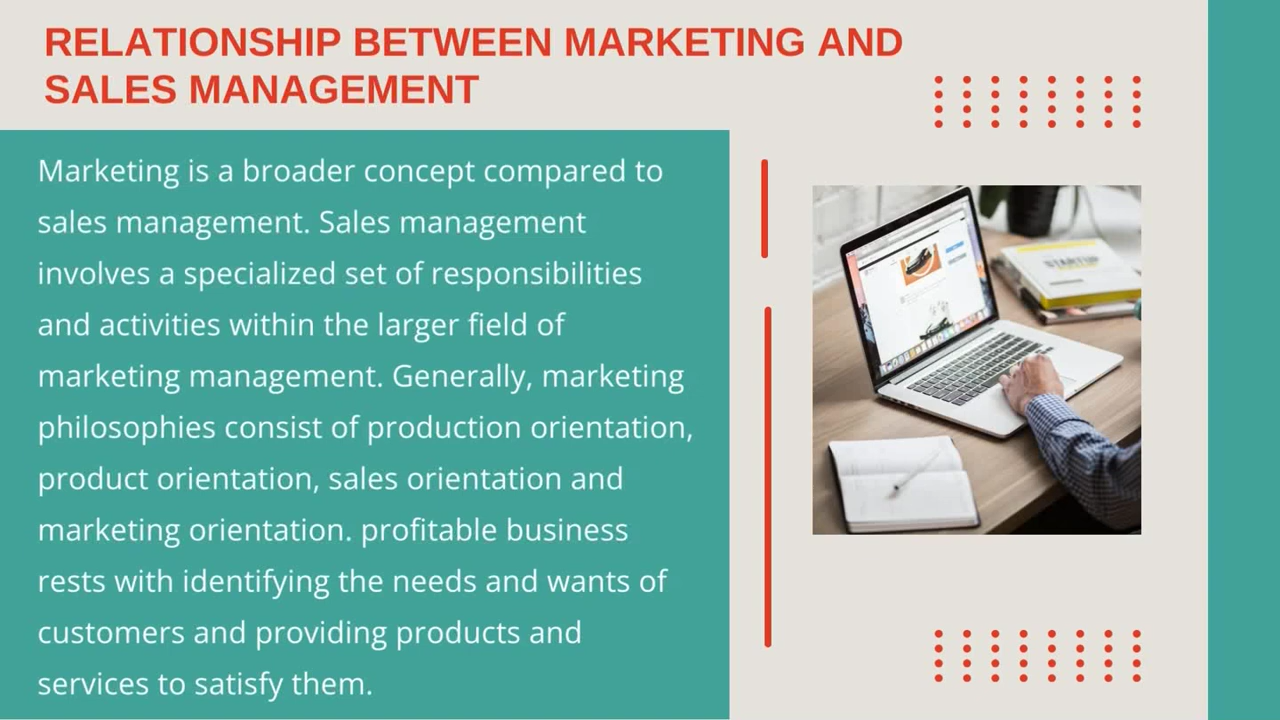 RELATIONSHIP BETWEEN MARKETING AND
SALES MANAGEMENT
Marketing is a broader concept compared to
sales management. Sales management
involves a specialized set of responsibilities
and activities within the larger field of
marketing management. Generally, marketing
philosophies consist of production orientation,
product orientation, sales orientation and
marketing orientation. profitable business
rests with identifying the needs and wants of
customers and providing products and
services to satisfy them.
STARTUP